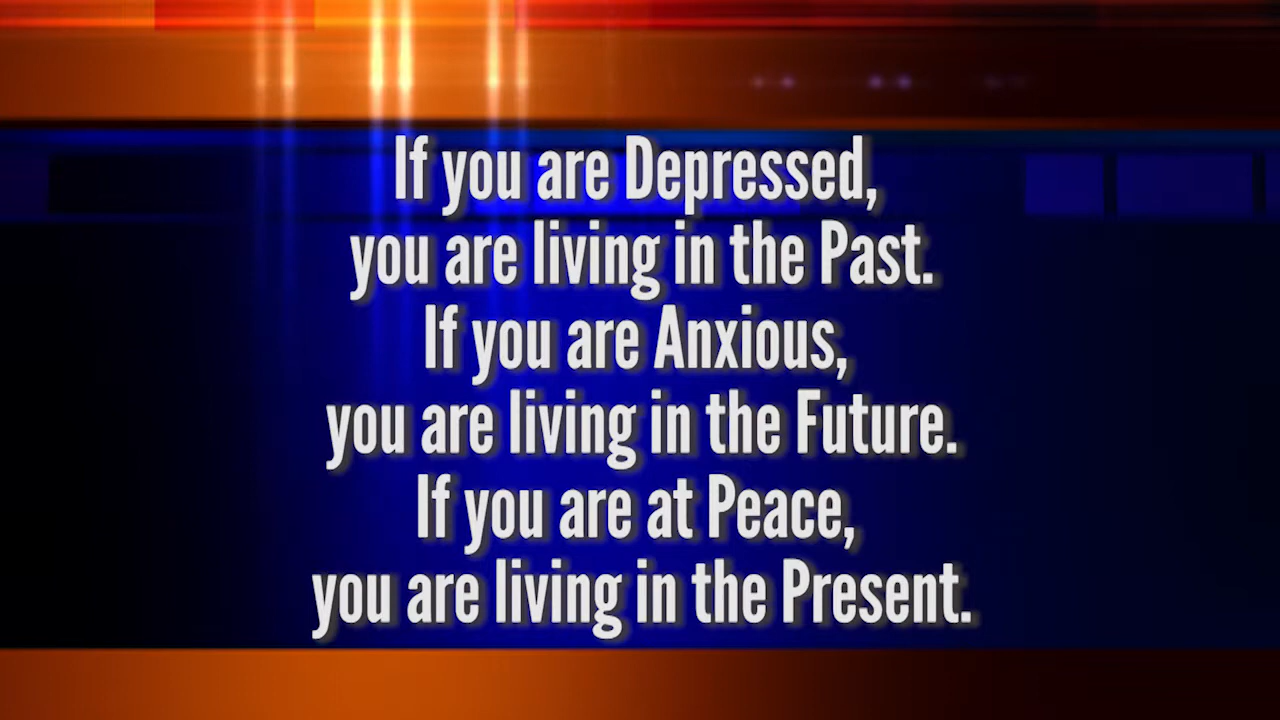 If you are Depressed,
you are living in the Past.
If you are Anxious,
you are living in the Future.
If you are at Peace,
you are living in the Present.